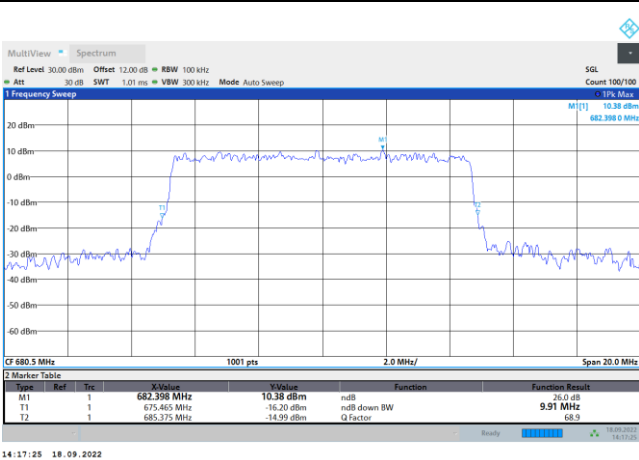 MultiView Spectrum
Ref Level 30.00 dBm Offset 12.00 dB RBW 100 kHz SGL
Att 30 dB SWT 1.01 ms VBW 300 kHz Mode Auto Sweep Count 100/100
1 Frequency Sweep 1Pk Max
M1[1] 10.38 dBm
682.398 0 MHz
20 dBm
M1
10 dBm
0 dBm
-10 dBm
T1 T2
-20 dBm
-30 dBm
-40 dBm
-50 dBm
-60 dBm
CF 680.5 MHz 1001 pts 2.0 MHz/ Span 20.0 MHz
2 Marker Table
Type Ref Trc X-Value Y-Value Function Function Result
M1 1 682.398 MHz 10.38 dBm ndB 26.0 dB
T1 1 675.465 MHz -16.20 dBm ndB down BW 9.91 MHz
T2 1 685.375 MHz -14.99 dBm Q Factor 68.9
Ready 18.09.2022
14:17:25
14:17:25 18.09.2022